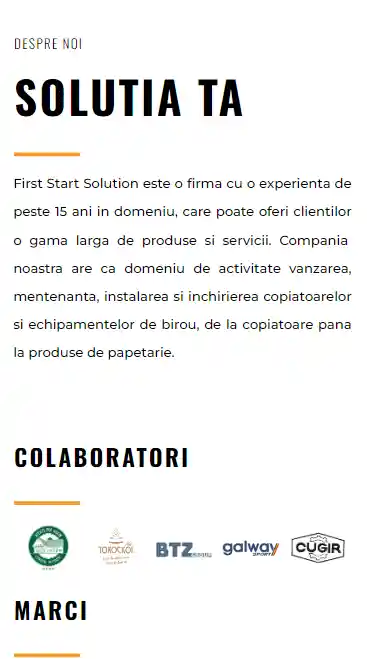 DESPRE NOI
SOLUTIA TA
First Start Solution este o firma cu o experienta de
peste 15 ani in domeniu, care poate oferi clientilor
o gama larga de produse si servicii. Compania
noastra are ca domeniu de activitate vanzarea,
mentenanta, instalarea si inchirierea copiatoarelor
si echipamentelor de birou, de la copiatoare pana
la produse de papetarie.
COLABORATORI
TOROCKÓI
BTZ
galway
SPORT
CUGIR
MARCI